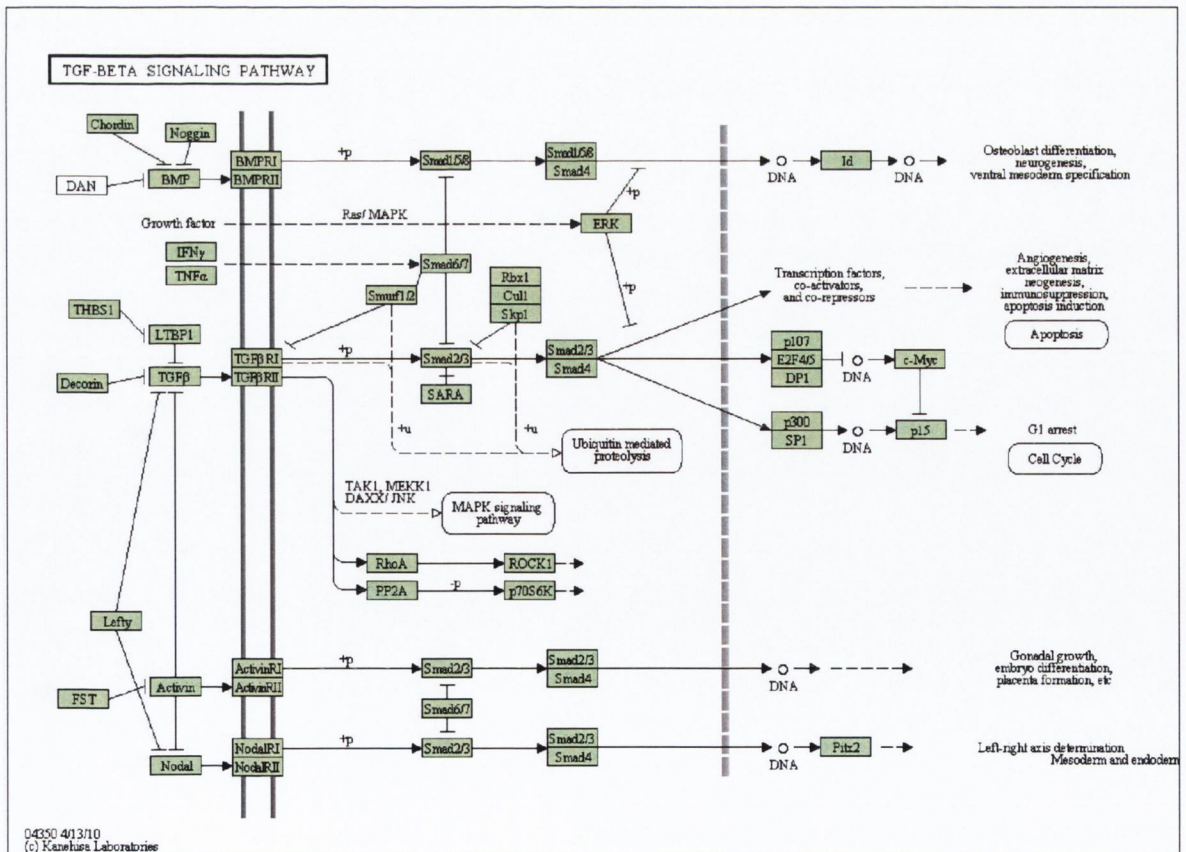 TGF-BETA SIGNALING PATHWAY
Chordin
Noggin
DAN
BMP
BMPRI
BMPRII
+p
Smad1/5/8
Smad1/5/8
Smad4
DNA
Id
DNA
Osteoblast differentiation,
neurogenesis,
ventral mesoderm specification
Growth factor
Ras/ MAPK
ERK
+p
+p
IFNγ
TNFα
Smad6/7
Smurf1/2
Rbx1
Cul1
Skp1
Transcription factors,
co-activators,
and co-repressors
Angiogenesis,
extracellular matrix
neogenesis,
immunosuppression,
apoptosis induction
Apoptosis
THBS1
LTBP1
Decorin
TGFβ
TGFβRI
TGFβRII
+p
Smad2/3
SARA
Smad2/3
Smad4
p107
E2F4/5
DP1
DNA
c-Myc
p300
SP1
DNA
p15
G1 arrest
Cell Cycle
+u
+u
Ubiquitin mediated
proteolysis
TAK1, MEKK1
DAXX/ JNK
MAPK signaling
pathway
RhoA
ROCK1
PP2A
-p
p70S6K
Lefty
FST
Activin
ActivinRI
ActivinRII
+p
Smad2/3
Smad2/3
Smad4
DNA
Gonadal growth,
embryo differentiation,
placenta formation, etc
Smad6/7
Nodal
NodalRI
NodalRII
+p
Smad2/3
Smad2/3
Smad4
DNA
Pitx2
Left-right axis determination
Mesoderm and endoderm
04350 4/13/10
(c) Kanehisa Laboratories